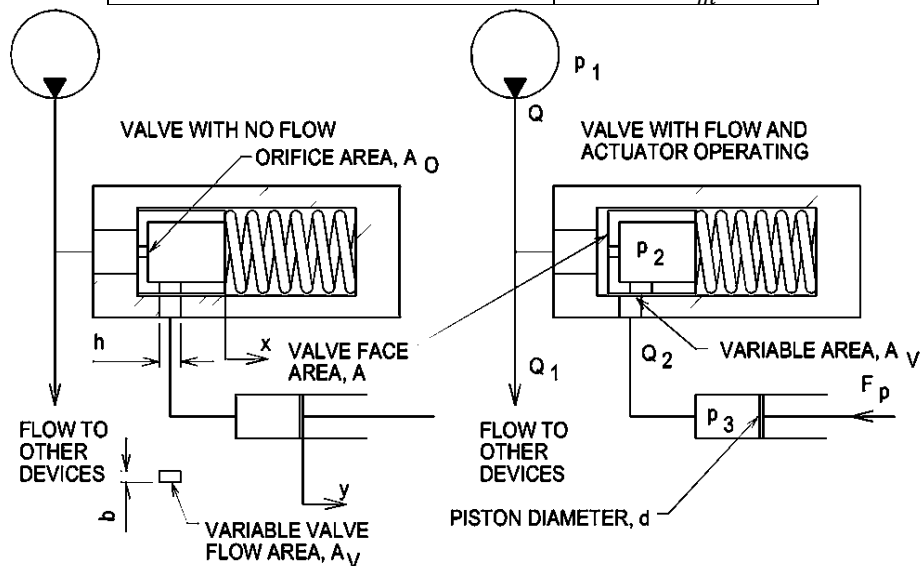 m
VALVE WITH NO FLOW
ORIFICE AREA, A O
h
x
VALVE FACE
AREA, A
FLOW TO
OTHER
DEVICES
b
y
VARIABLE VALVE
FLOW AREA, A V
p 1
Q
VALVE WITH FLOW AND
ACTUATOR OPERATING
p 2
Q 1
Q 2
VARIABLE AREA, A V
F p
p 3
FLOW TO
OTHER
DEVICES
PISTON DIAMETER, d